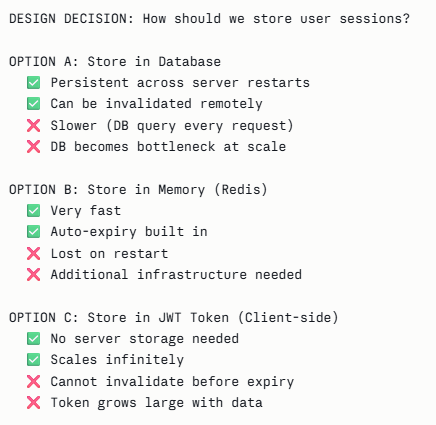 DESIGN DECISION: How should we store user sessions?
OPTION A: Store in Database
✅ Persistent across server restarts
✅ Can be invalidated remotely
❌ Slower (DB query every request)
❌ DB becomes bottleneck at scale
OPTION B: Store in Memory (Redis)
✅ Very fast
✅ Auto-expiry built in
❌ Lost on restart
❌ Additional infrastructure needed
OPTION C: Store in JWT Token (Client-side)
✅ No server storage needed
✅ Scales infinitely
❌ Cannot invalidate before expiry
❌ Token grows large with data